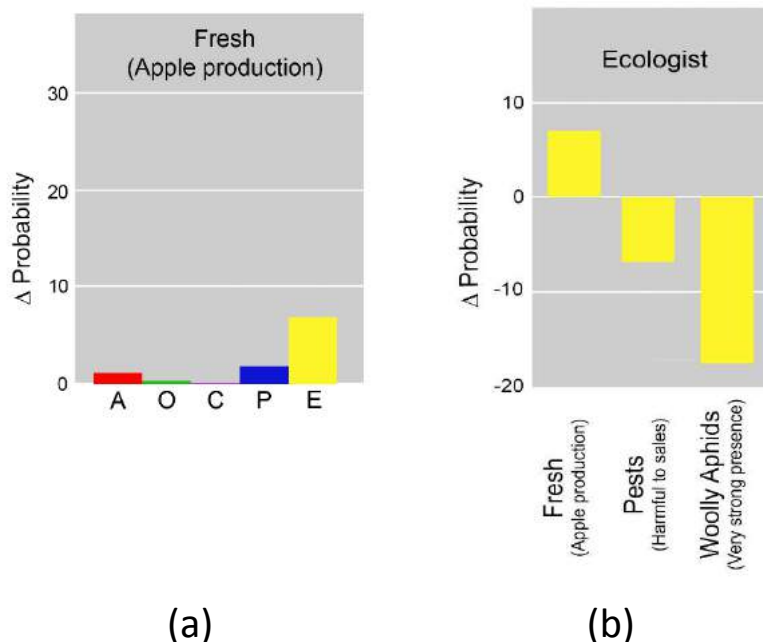 Fresh
(Apple production)
Δ Probability
30
20
10
0
A O C P E
(a)
Ecologist
Δ Probability
10
0
-10
-20
Fresh
(Apple production)
Pests
(Harmful to sales)
Woolly Aphids
(Very strong presence)
(b)